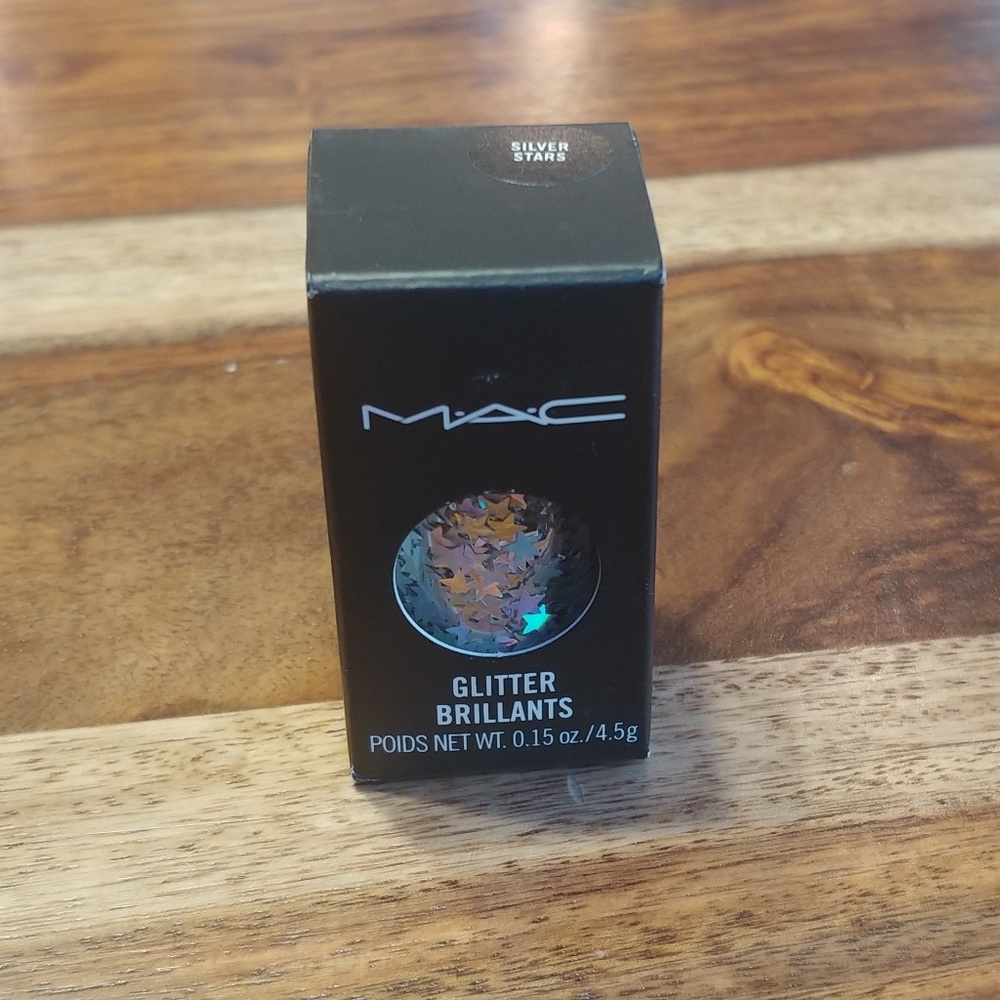 SILVER
STARS
M·A·C
GLITTER
BRILLANTS
POIDS NET WT. 0.15 oz./4.5g